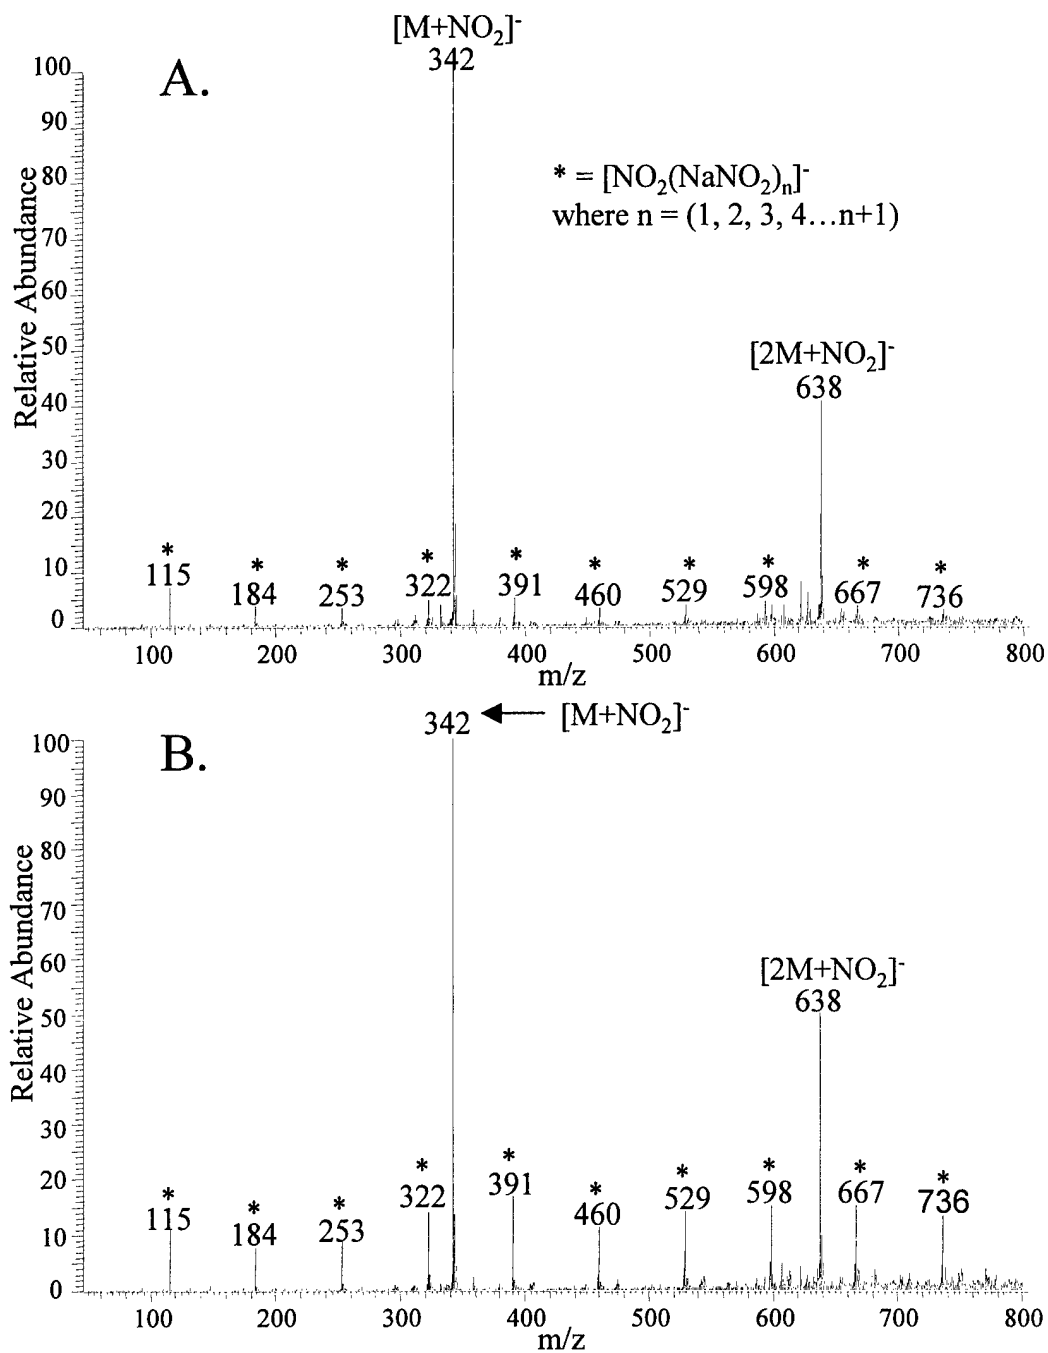 [M+NO2]-
342
A.
* = [NO2(NaNO2)n]-
where n = (1, 2, 3, 4...n+1)
[2M+NO2]-
638
Relative Abundance
100
90
80
70
60
50
40
30
20
10
0
* * * * * * * * * *
115 184 253 322 391 460 529 598 667 736
100 200 300 400 500 600 700 800
m/z
342 [M+NO2]-
B.
[2M+NO2]-
638
Relative Abundance
100
90
80
70
60
50
40
30
20
10
0
* * * * * * * * * *
115 184 253 322 391 460 529 598 667 736
100 200 300 400 500 600 700 800
m/z